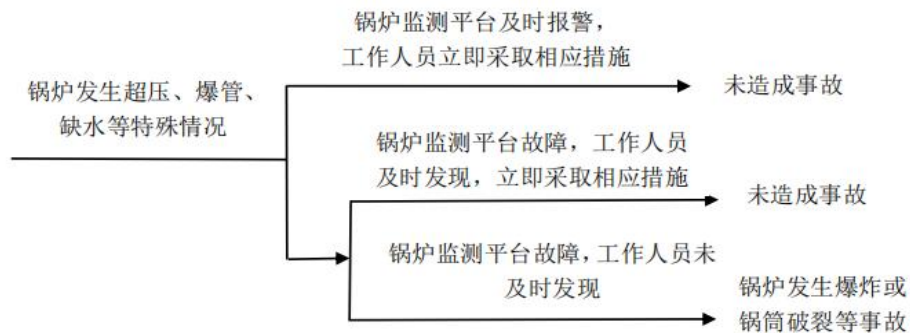 锅炉监测平台及时报警，
工作人员立即采取相应措施
未造成事故
锅炉发生超压、爆管、
缺水等特殊情况
锅炉监测平台故障，工作人员
及时发现，立即采取相应措施
未造成事故
锅炉监测平台故障，工作人员未
及时发现
锅炉发生爆炸或
锅筒破裂等事故